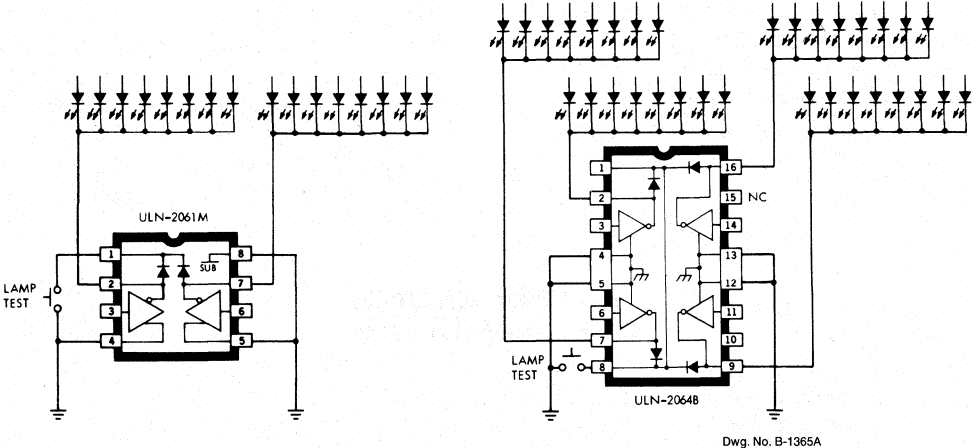 ULN-2061M
1 8
SUB
LAMP
TEST
2 7
3 6
4 5
1 16
2 15 NC
3 14
4 13
5 12
6 11
7 10
LAMP
TEST
8 9
ULN-2064B
Dwg. No. B-1365A